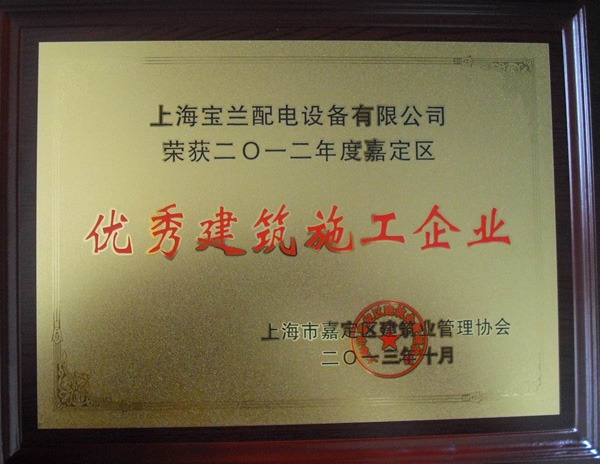 上海宝兰配电设备有限公司
荣获二〇一二年度嘉定区
优秀建筑施工企业
上海市嘉定区建筑业管理协会
二〇一三年十月